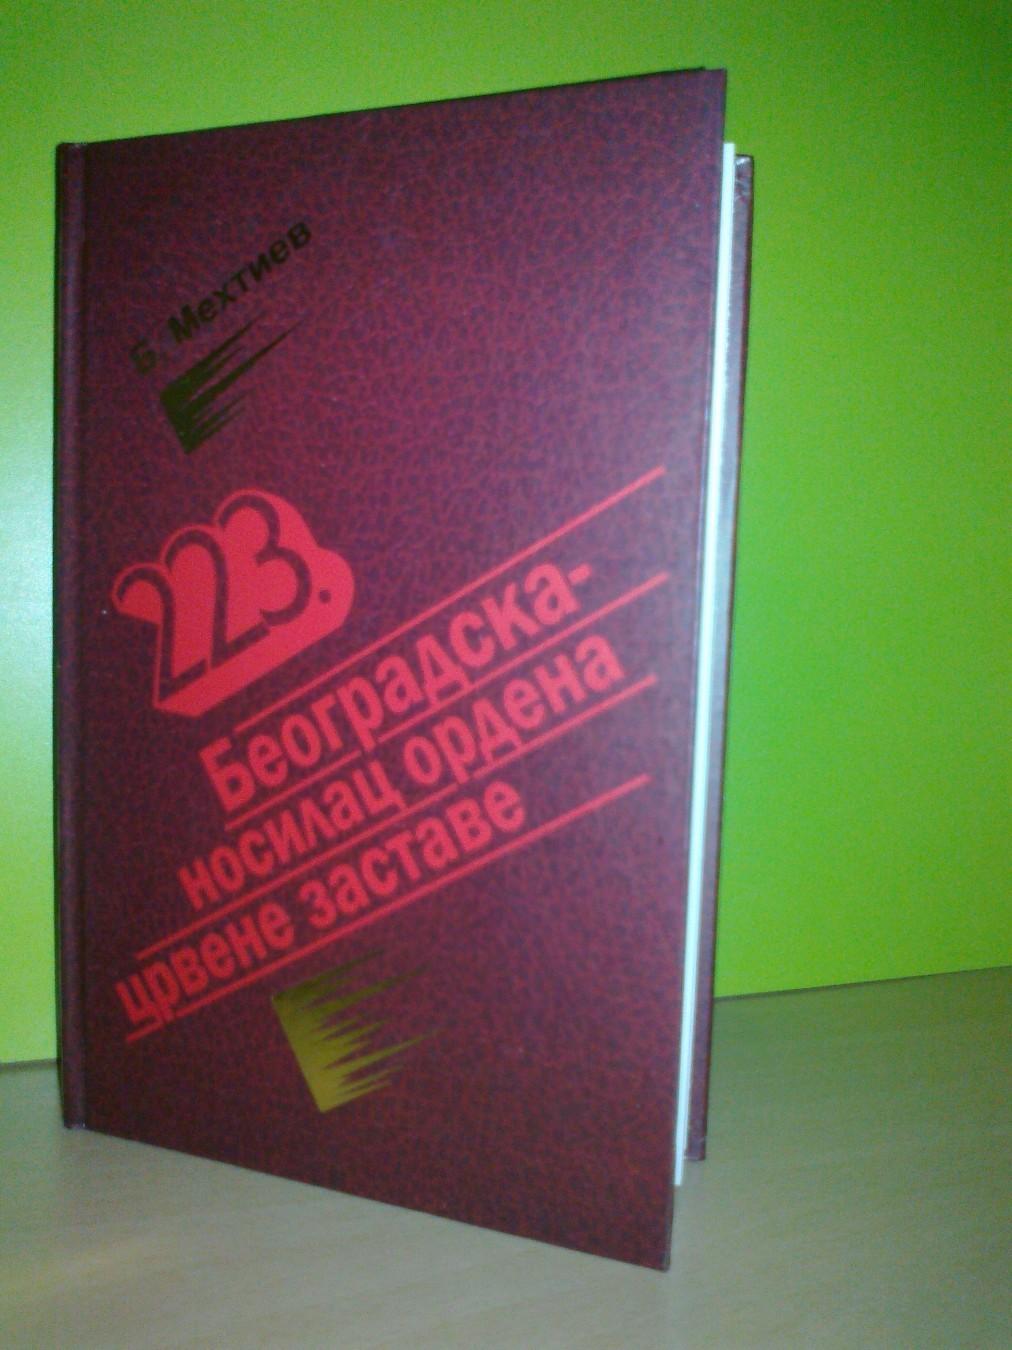 Б. Мехтиев
223.
Београдска-
носилац ордена
црвене заставе